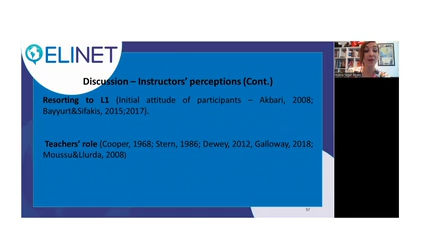 ELINET
Discussion – Instructors' perceptions (Cont.)
Resorting to L1 (Initial attitude of participants – Akbari, 2008;
Bayyurt&Sifakis, 2015;2017).
Teachers' role (Cooper, 1968; Stern, 1986; Dewey, 2012, Galloway, 2018;
Moussu&Llurda, 2008)